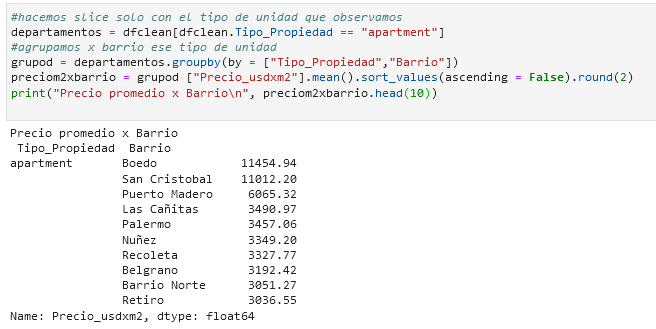 #hacemos slice solo con el tipo de unidad que observamos
departamentos = dfclean[dfclean.Tipo_Propiedad == "apartment"]
#agrupamos x barrio ese tipo de unidad
grupod = departamentos.groupby(by = ["Tipo_Propiedad","Barrio"])
preciom2xbarrio = grupod ["Precio_usdxm2"].mean().sort_values(ascending = False).round(2)
print("Precio promedio x Barrio\n", preciom2xbarrio.head(10))
Precio promedio x Barrio
Tipo_Propiedad  Barrio
apartment       Boedo            11454.94
                San Cristobal    11012.20
                Puerto Madero     6065.32
                Las Cañitas       3490.97
                Palermo           3457.06
                Nuñez             3349.20
                Recoleta          3327.77
                Belgrano          3192.42
                Barrio Norte      3051.27
                Retiro            3036.55
Name: Precio_usdxm2, dtype: float64